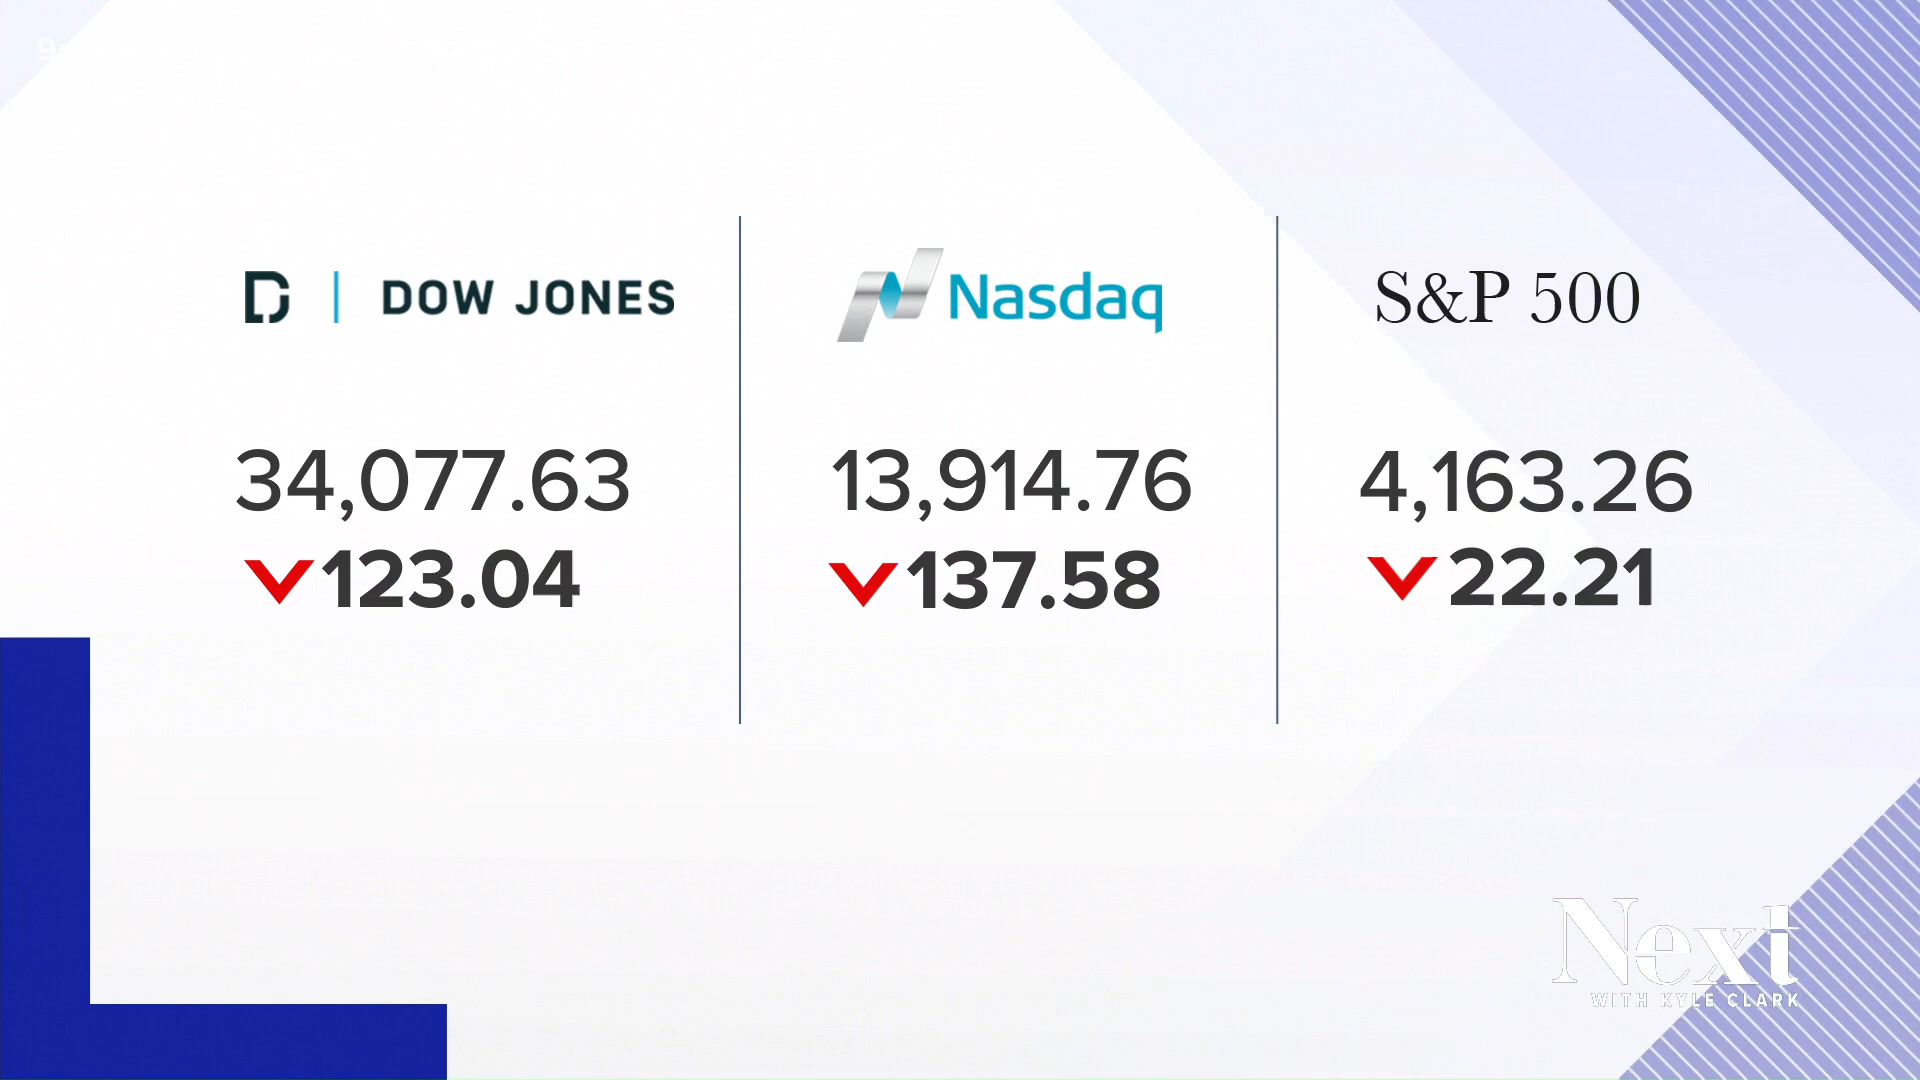 DOW JONES
Nasdaq
S&P 500
34,077.63
13,914.76
4,163.26
123.04
137.58
22.21
Next
WITH KYLE CLARK